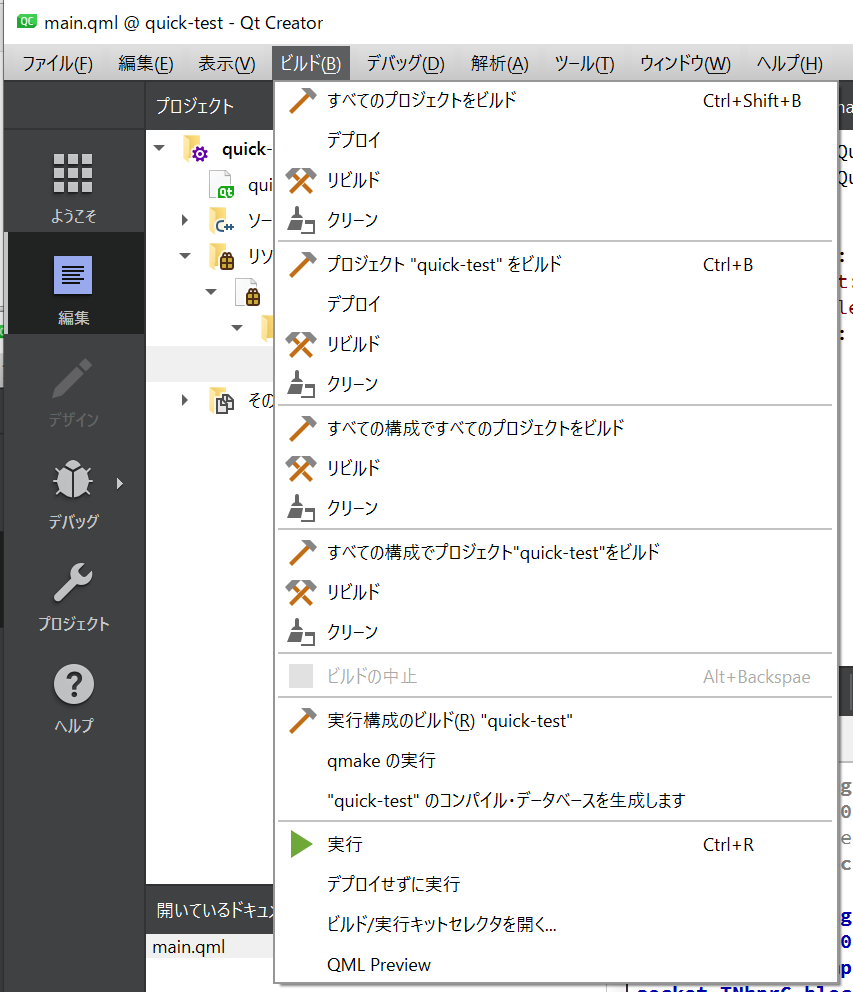 main.qml @ quick-test - Qt Creator
ファイル(F) 編集(E) 表示(V) ビルド(B) デバッグ(D) 解析(A) ツール(T) ウィンドウ(W) ヘルプ(H)
ようこそ
編集
デザイン
デバッグ
プロジェクト
ヘルプ
プロジェクト
quick-
qui
ソー
リソ
その
開いているドキュメ
main.qml
すべてのプロジェクトをビルド Ctrl+Shift+B
デプロイ
リビルド
クリーン
プロジェクト "quick-test" をビルド Ctrl+B
デプロイ
リビルド
クリーン
すべての構成ですべてのプロジェクトをビルド
リビルド
クリーン
すべての構成でプロジェクト"quick-test"をビルド
リビルド
クリーン
ビルドの中止 Alt+Backspae
実行構成のビルド(R) "quick-test"
qmake の実行
"quick-test" のコンパイル・データベースを生成します
実行 Ctrl+R
デプロイせずに実行
ビルド/実行キットセレクタを開く...
QML Preview